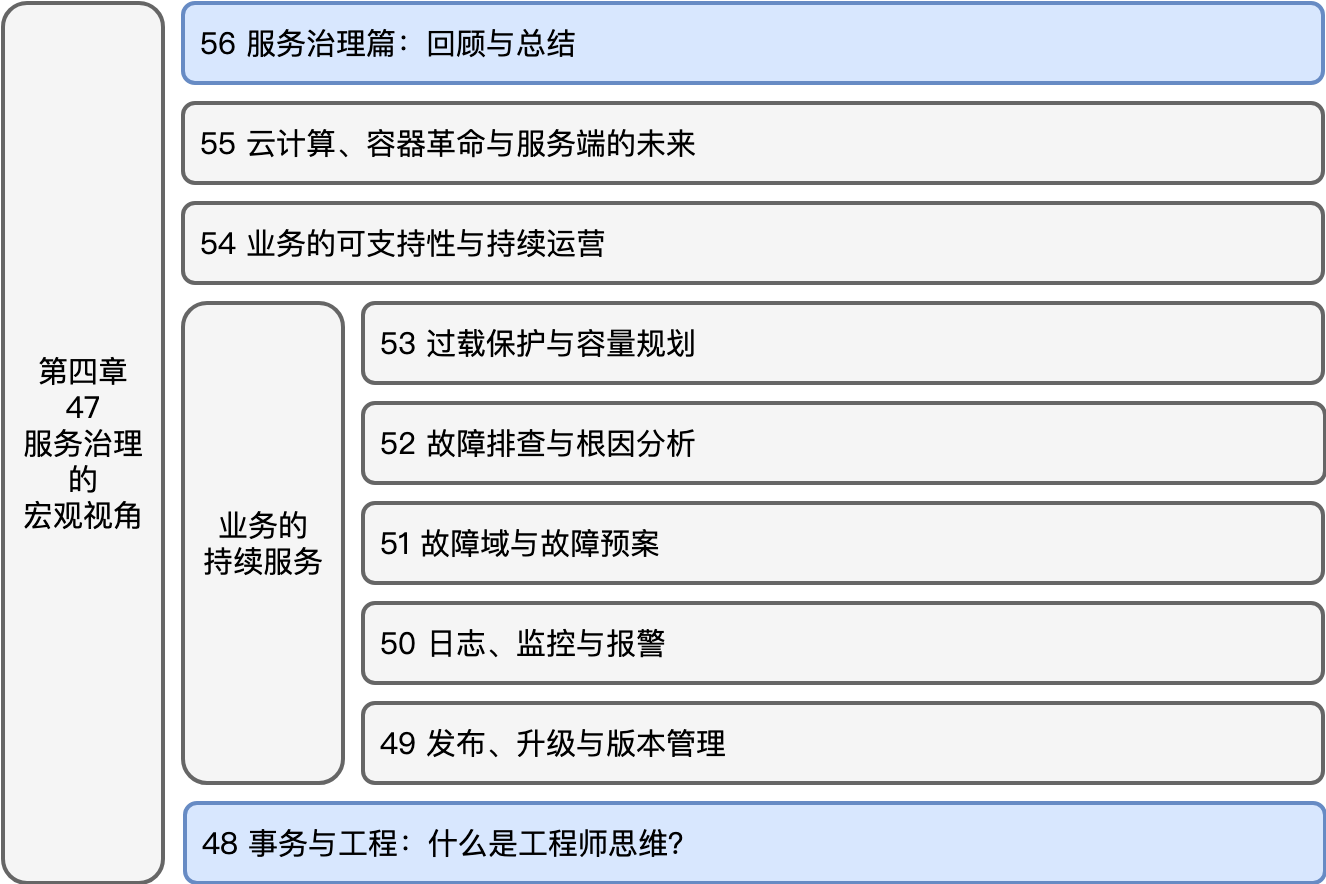 第四章
47
服务治理
的
宏观视角
56 服务治理篇：回顾与总结
55 云计算、容器革命与服务端的未来
54 业务的可支持性与持续运营
业务的
持续服务
53 过载保护与容量规划
52 故障排查与根因分析
51 故障域与故障预案
50 日志、监控与报警
49 发布、升级与版本管理
48 事务与工程：什么是工程师思维?